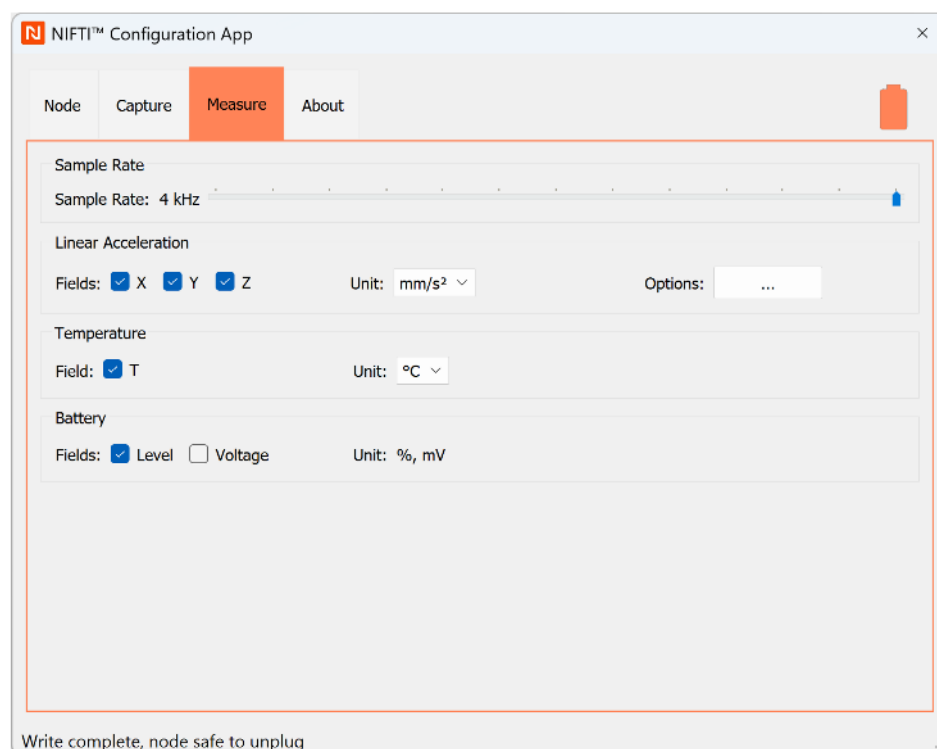 N NIFTI™ Configuration App
Node Capture Measure About
Sample Rate
Sample Rate: 4 kHz
Linear Acceleration
Fields: X Y Z Unit: mm/s² Options: ...
Temperature
Field: T Unit: °C
Battery
Fields: Level Voltage Unit: %, mV
Write complete, node safe to unplug